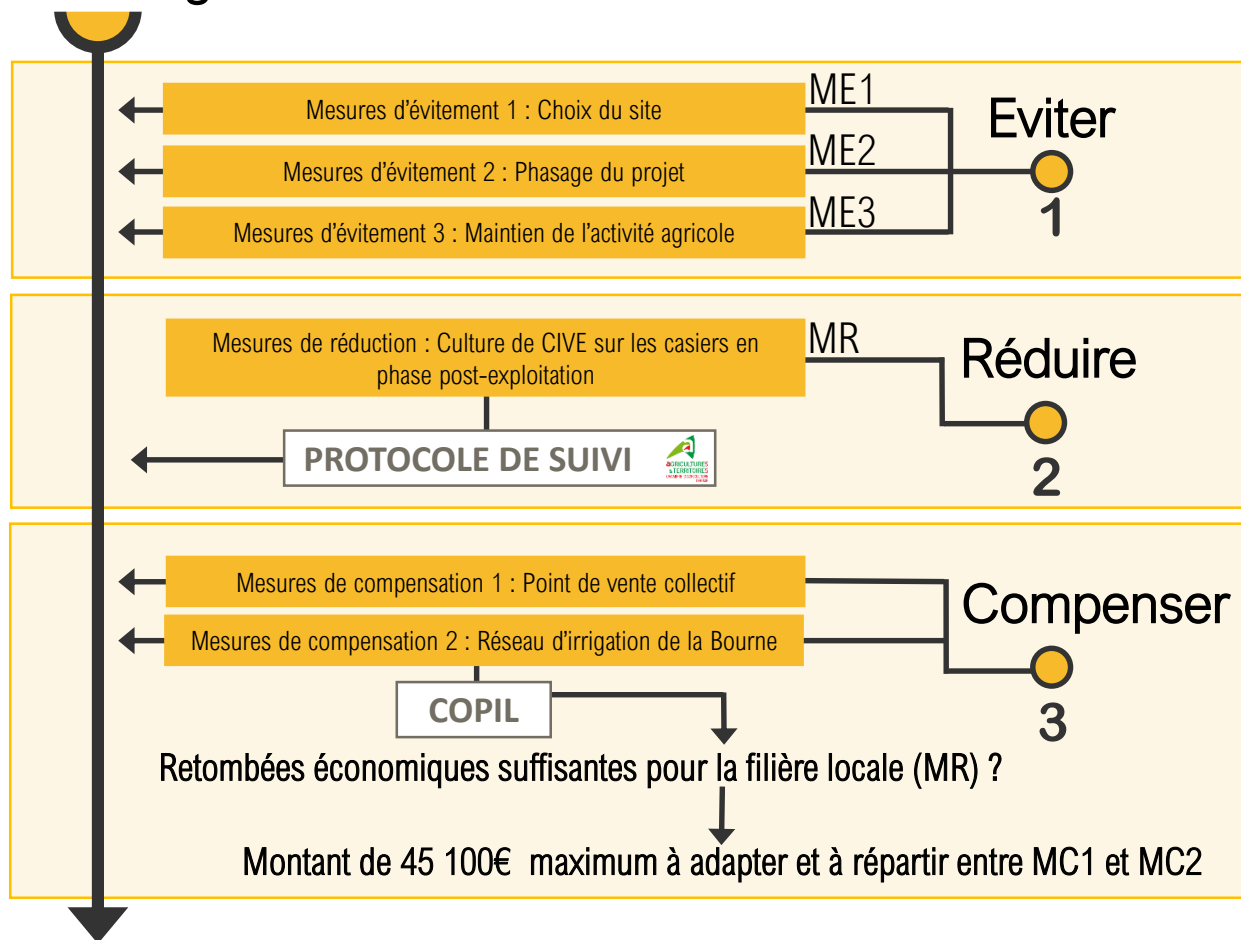 g
Mesures d'évitement 1 : Choix du site
ME1
Mesures d'évitement 2 : Phasage du projet
ME2
Mesures d'évitement 3 : Maintien de l'activité agricole
ME3
Eviter
1
Mesures de réduction : Culture de CIVE sur les casiers en
phase post-exploitation
MR
PROTOCOLE DE SUIVI
AGRICULTURES
& TERRITOIRES
Réduire
2
Mesures de compensation 1 : Point de vente collectif
Mesures de compensation 2 : Réseau d'irrigation de la Bourne
Compenser
3
COPIL
Retombées économiques suffisantes pour la filière locale (MR) ?
Montant de 45 100€ maximum à adapter et à répartir entre MC1 et MC2